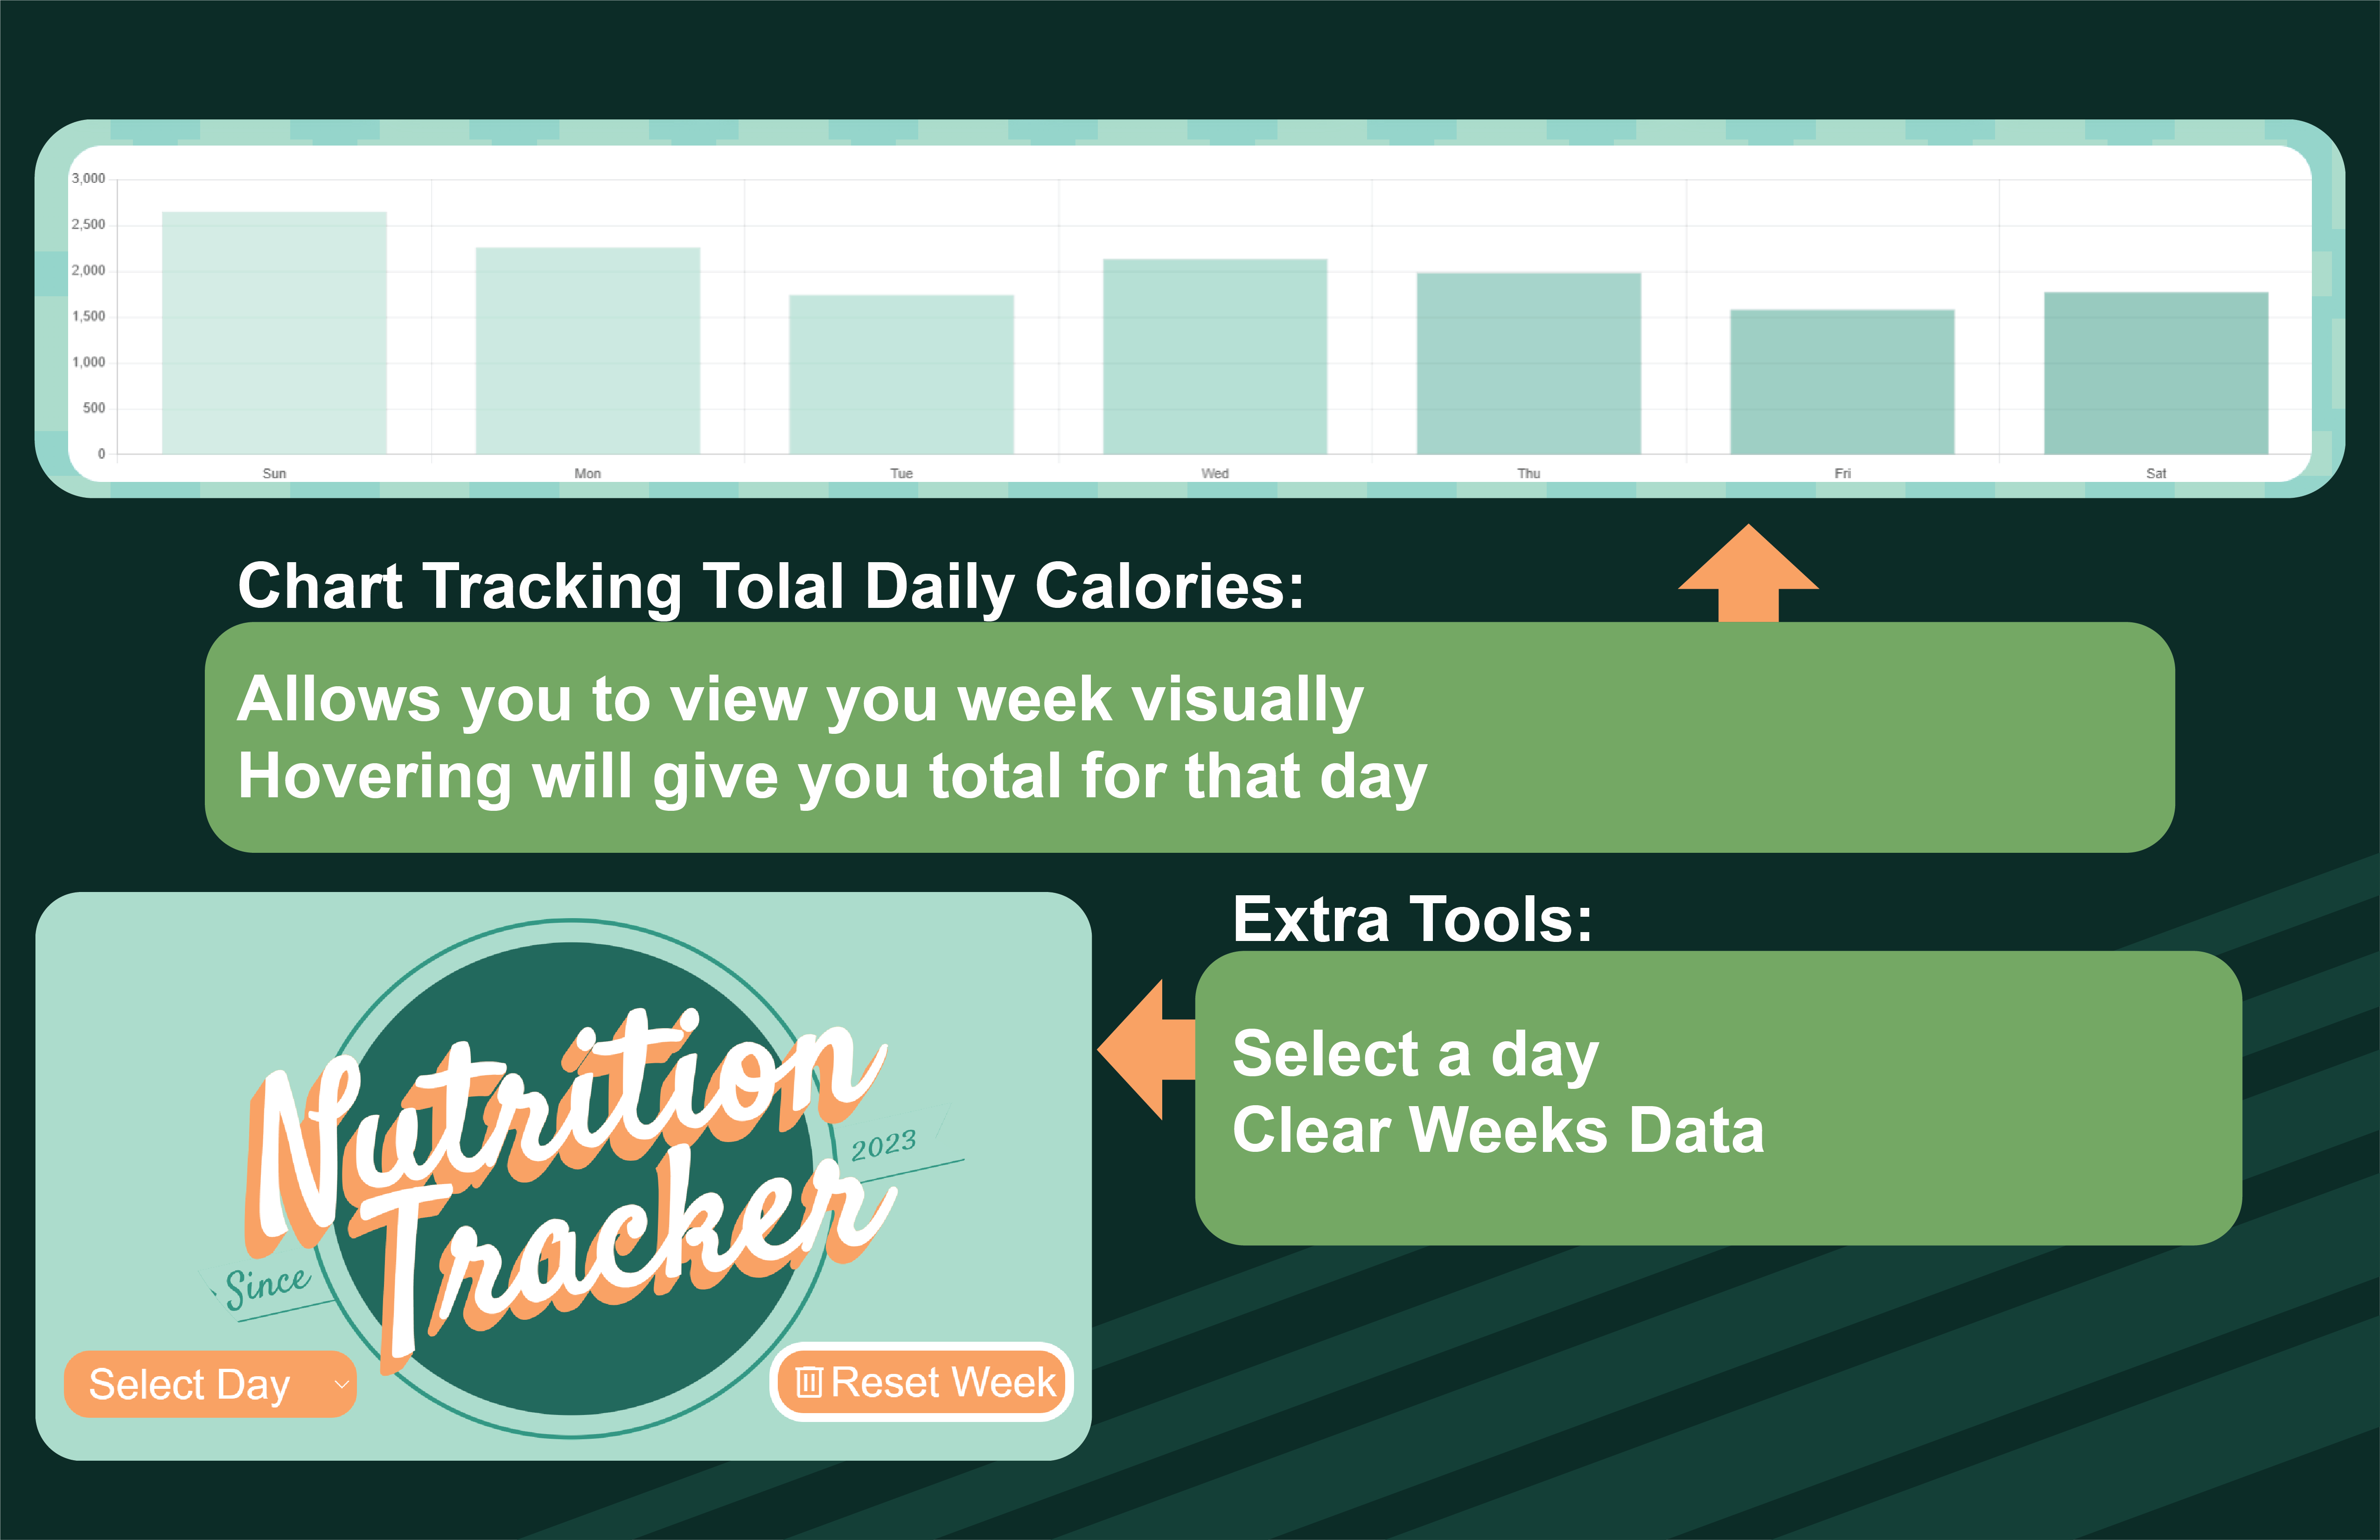 3,000
2,500
2,000
1,500
1,000
500
0
Sun Mon Tue Wed Thu Fri Sat
Chart Tracking Tolal Daily Calories:
Allows you to view you week visually
Hovering will give you total for that day
Extra Tools:
Select a day
Clear Weeks Data
Nutrition
Tracker
2023
Since
Select Day
Reset Week